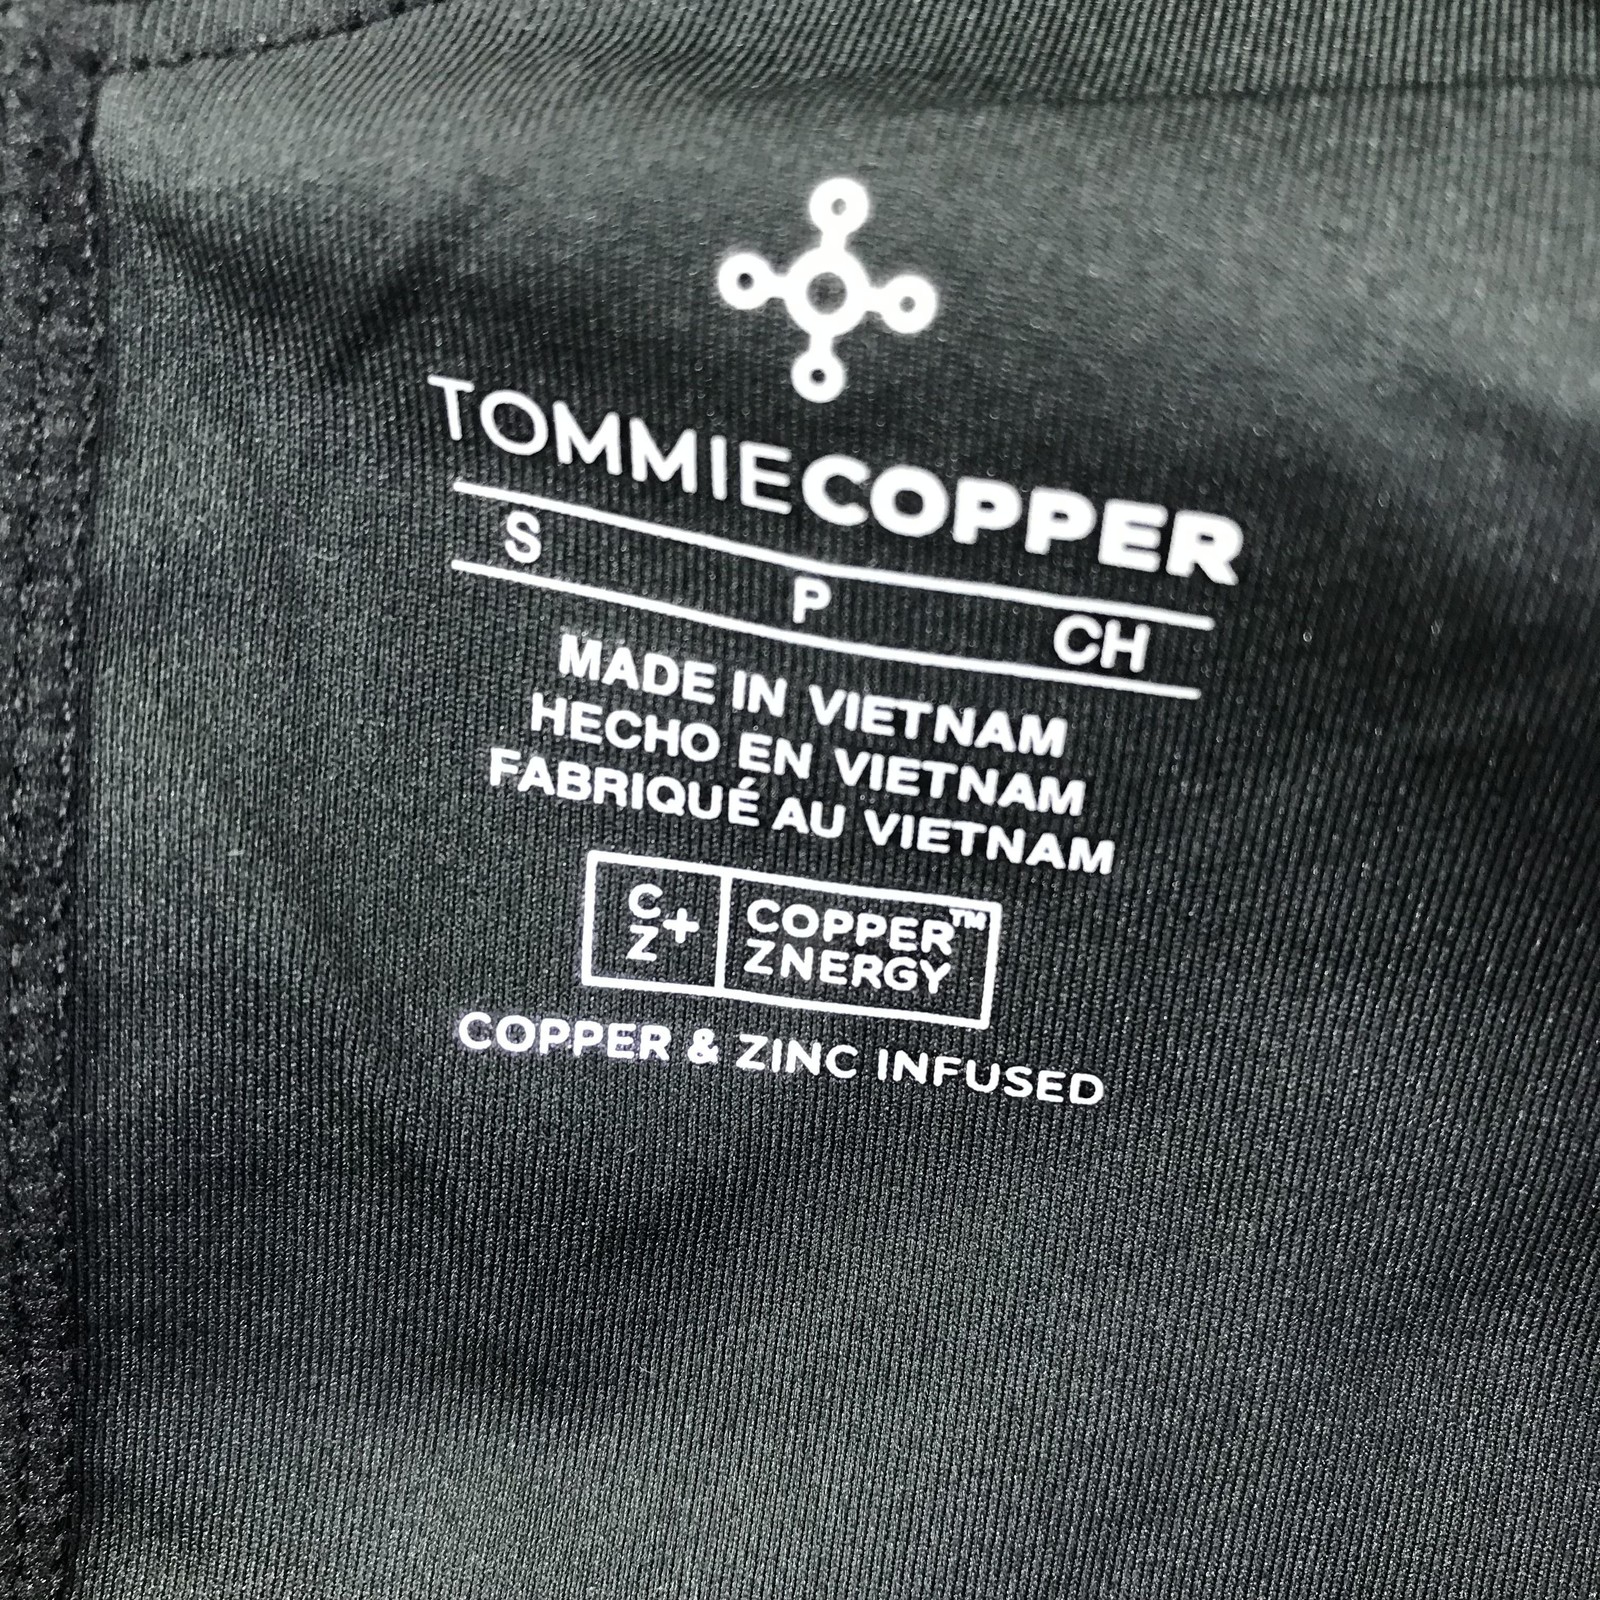 TOMMIECOPPER
S P CH
MADE IN VIETNAM
HECHO EN VIETNAM
FABRIQUÉ AU VIETNAM
C
Z+
COPPER™
ZNERGY
COPPER & ZINC INFUSED